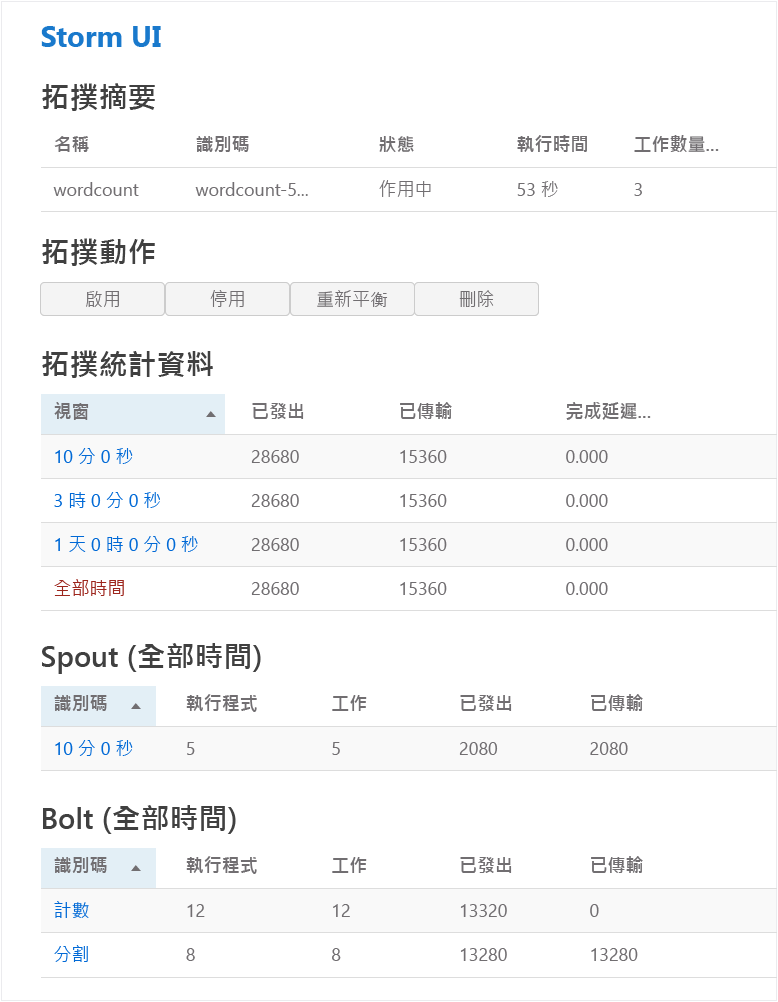 Storm UI
拓撲摘要
名稱 識別碼 狀態 執行時間 工作數量...
wordcount wordcount-5... 作用中 53 秒 3
拓撲動作
啟用 停用 重新平衡 刪除
拓撲統計資料
視窗 已發出 已傳輸 完成延遲...
10 分 0 秒 28680 15360 0.000
3 時 0 分 0 秒 28680 15360 0.000
1 天 0 時 0 分 0 秒 28680 15360 0.000
全部時間 28680 15360 0.000
Spout (全部時間)
識別碼 執行程式 工作 已發出 已傳輸
10 分 0 秒 5 5 2080 2080
Bolt (全部時間)
識別碼 執行程式 工作 已發出 已傳輸
計數 12 12 13320 0
分割 8 8 13280 13280